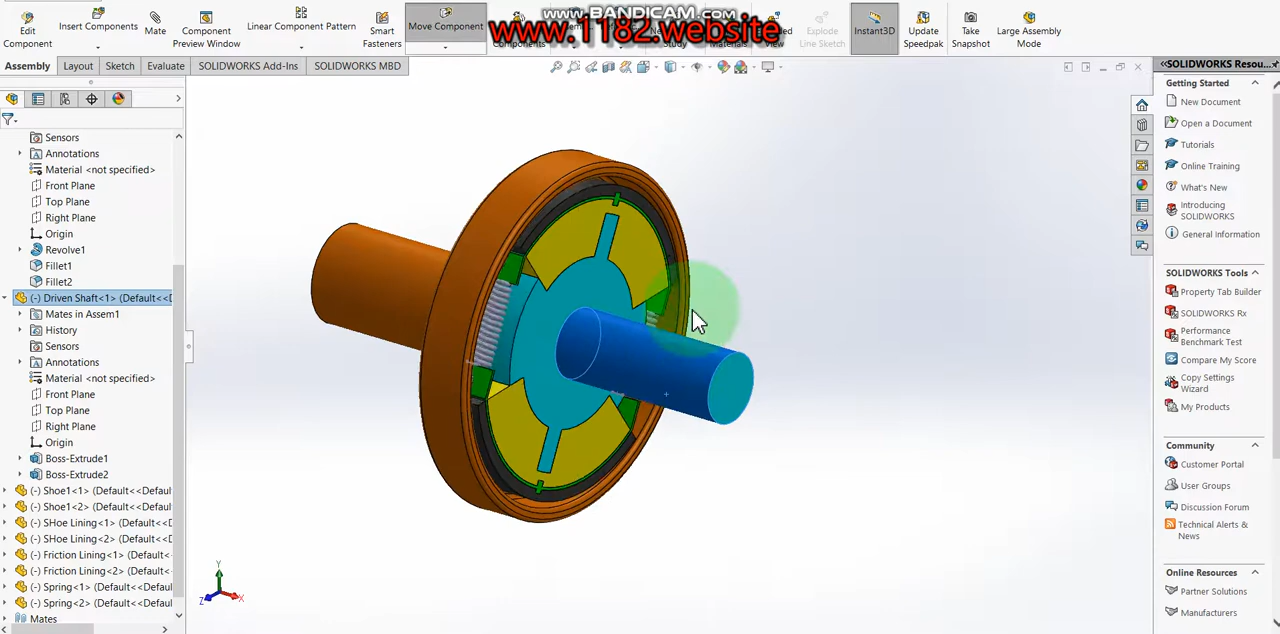 www.BANDICAM.com
www.1182.website
Edit
Component
Insert Components
Mate
Component
Preview Window
Linear Component Pattern
Smart
Fasteners
Move Component
Components
Study
Materials
View
Explode
Line Sketch
Instant3D
Update
Speedpak
Take
Snapshot
Large Assembly
Mode
Assembly
Layout
Sketch
Evaluate
SOLIDWORKS Add-Ins
SOLIDWORKS MBD
Sensors
Annotations
Material <not specified>
Front Plane
Top Plane
Right Plane
Origin
Revolve1
Fillet1
Fillet2
(-) Driven Shaft<1> (Default<<D
Mates in Assem1
History
Sensors
Annotations
Material <not specified>
Front Plane
Top Plane
Right Plane
Origin
Boss-Extrude1
Boss-Extrude2
(-) Shoe1<1> (Default<<Defaul
(-) Shoe1<2> (Default<<Defaul
(-) SHoe Lining<1> (Default<<D
(-) SHoe Lining<2> (Default<<D
(-) Friction Lining<1> (Default<
(-) Friction Lining<2> (Default<
(-) Spring<1> (Default<<Defaul
(-) Spring<2> (Default<<Defaul
Mates
Y
Z
X
SOLIDWORKS Resou...
Getting Started
New Document
Open a Document
Tutorials
Online Training
What's New
Introducing
SOLIDWORKS
General Information
SOLIDWORKS Tools
Property Tab Builder
SOLIDWORKS Rx
Performance
Benchmark Test
Compare My Score
Copy Settings
Wizard
My Products
Community
Customer Portal
User Groups
Discussion Forum
Technical Alerts &
News
Online Resources
Partner Solutions
Manufacturers